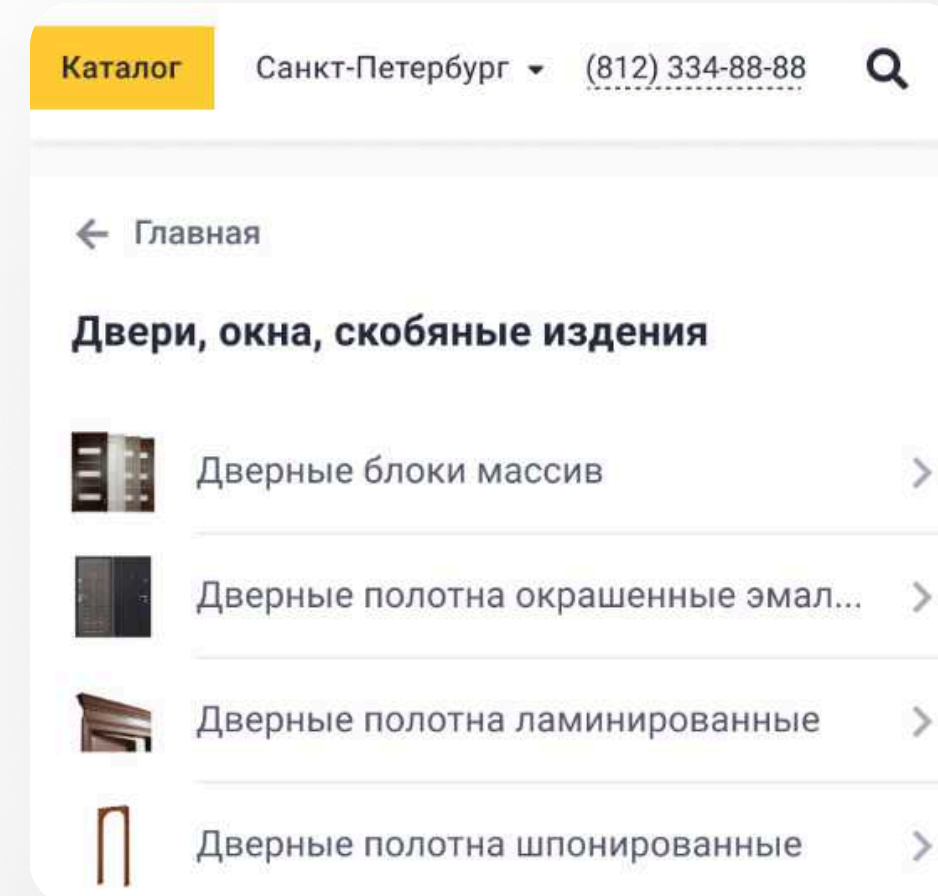 Каталог Санкт-Петербург (812) 334-88-88
Главная
Двери, окна, скобяные издения
Дверные блоки массив
Дверные полотна окрашенные эмал...
Дверные полотна ламинированные
Дверные полотна шпонированные